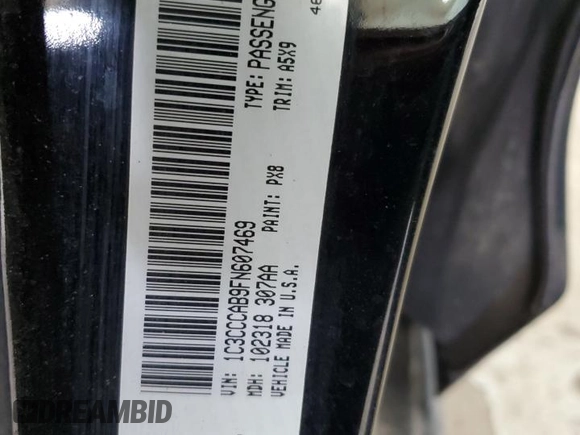 VIN: 1C3CCCAB9FN607469 TYPE: PASSENG
MDH: 102318 307AA PAINT: PX8 TRIM: A5X9
VEHICLE MADE IN U.S.A.
DREAMBID